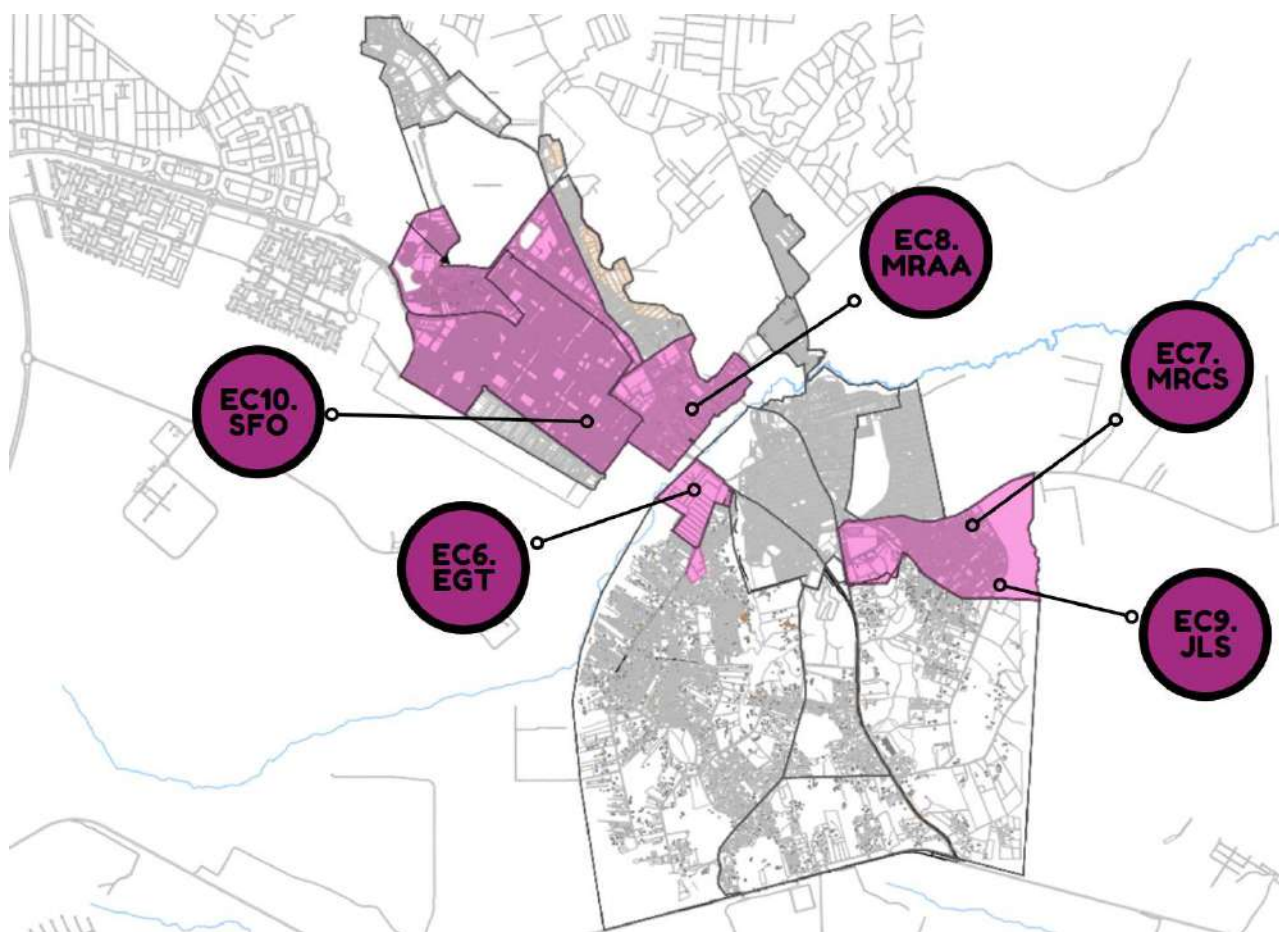 EC8.
MRAA
EC7.
MRCS
EC10.
SFO
EC6.
EGT
EC9.
JLS